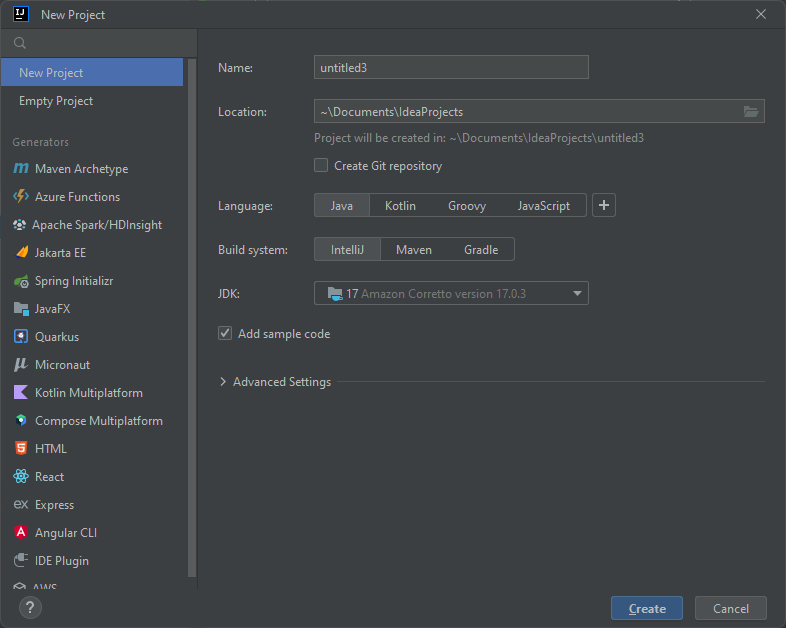 New Project
New Project
Empty Project
Generators
Maven Archetype
Azure Functions
Apache Spark/HDInsight
Jakarta EE
Spring Initializr
JavaFX
Quarkus
Micronaut
Kotlin Multiplatform
Compose Multiplatform
HTML
React
ex Express
Angular CLI
IDE Plugin
AWS
?
Name: untitled3
Location: ~\Documents\IdeaProjects
Project will be created in: ~\Documents\IdeaProjects\untitled3
Create Git repository
Language: Java Kotlin Groovy JavaScript +
Build system: IntelliJ Maven Gradle
JDK: 17 Amazon Corretto version 17.0.3
Add sample code
Advanced Settings
Create Cancel